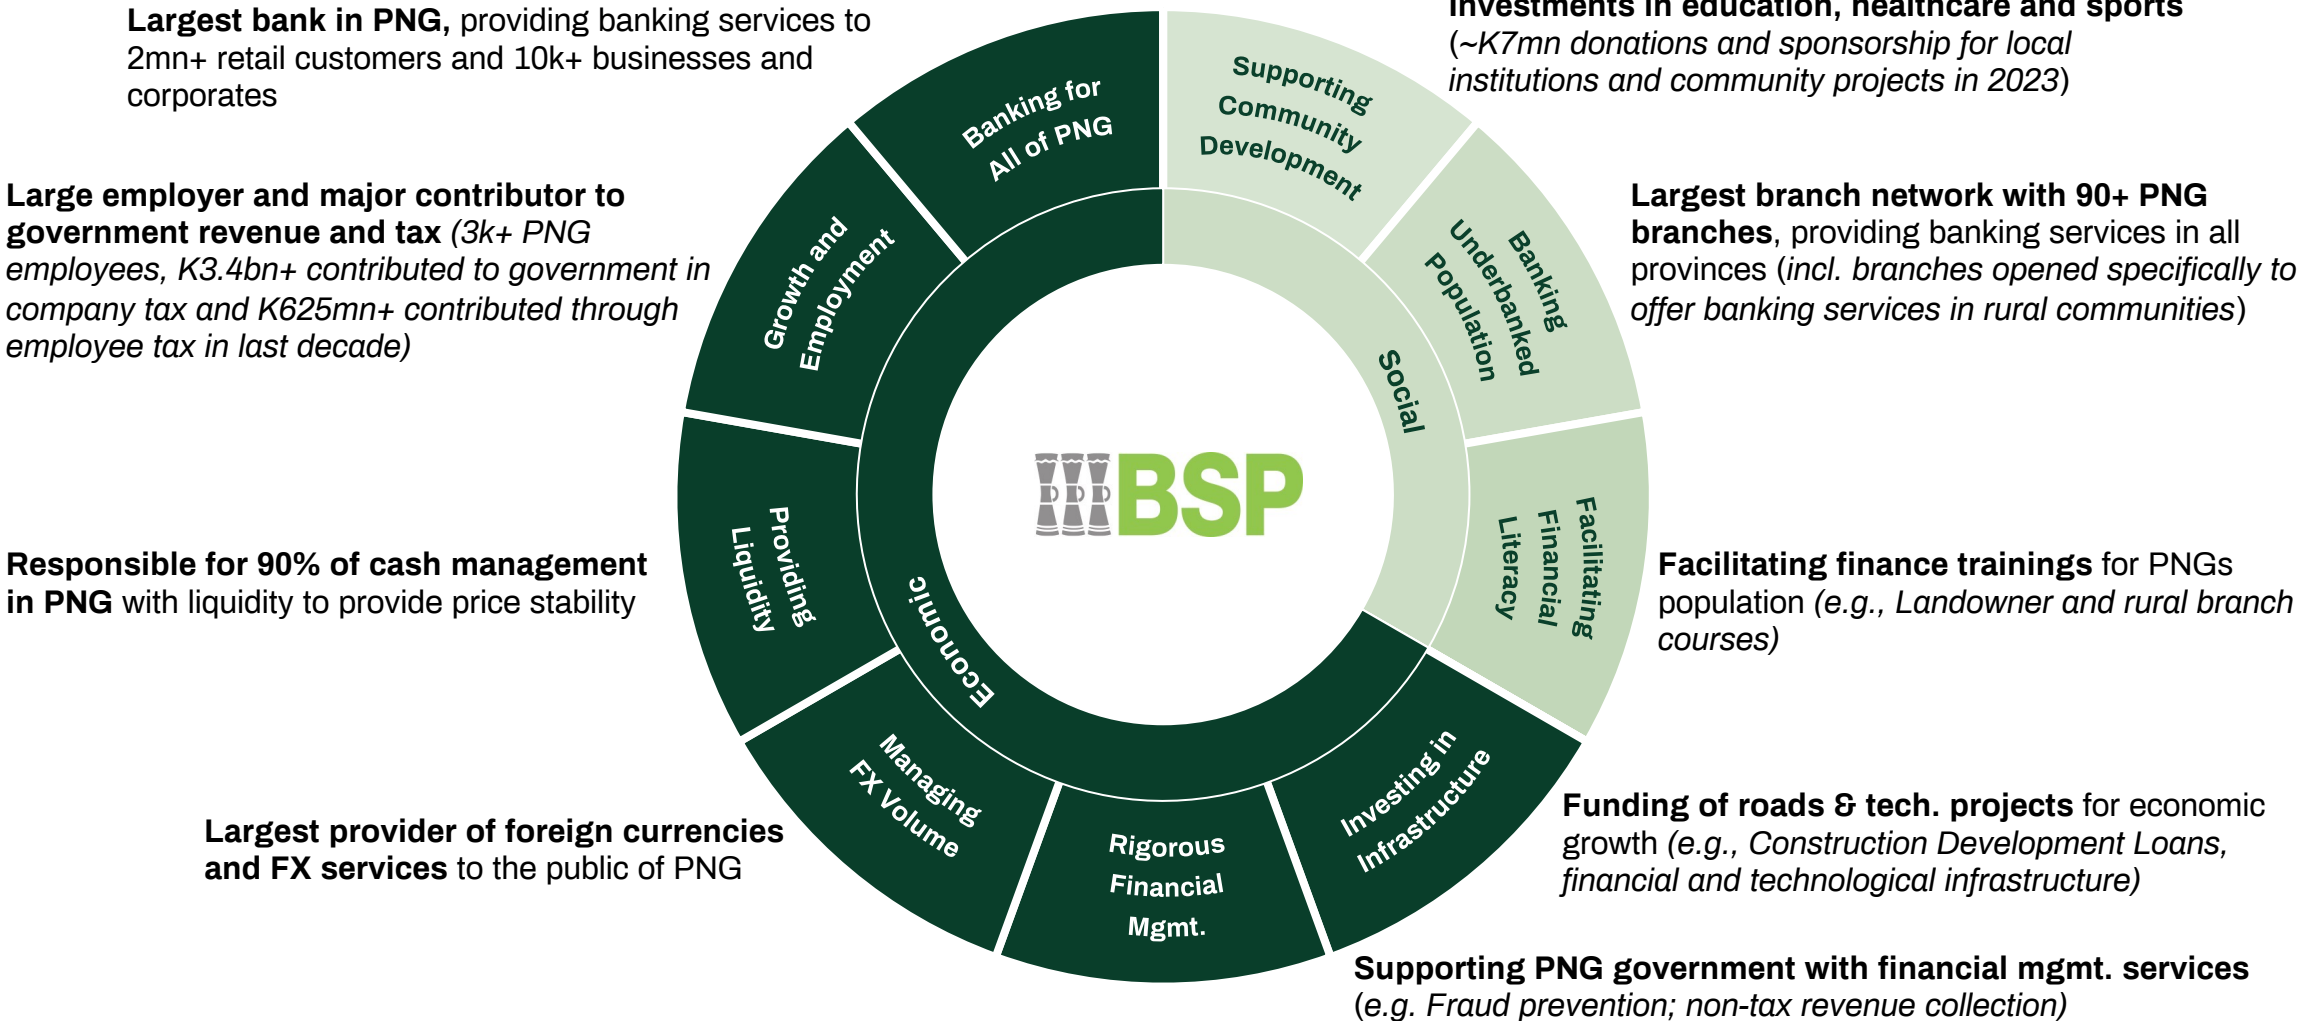 Largest bank in PNG, providing banking services to
2mn+ retail customers and 10k+ businesses and
corporates
Large employer and major contributor to
government revenue and tax (3k+ PNG
employees, K3.4bn+ contributed to government in
company tax and K625mn+ contributed through
employee tax in last decade)
Responsible for 90% of cash management
in PNG with liquidity to provide price stability
Largest provider of foreign currencies
and FX services to the public of PNG
Banking for
All of PNG
Growth and
Employment
Providing
Liquidity
Managing
FX Volume
Rigorous
Financial
Mgmt.
Investing in
Infrastructure
Economic
BSP
Social
Supporting
Community
Development
Banking
Underbanked
Population
Facilitating
Financial
Literacy
Investments in education, healthcare and sports
(~K7mn donations and sponsorship for local
institutions and community projects in 2023)
Largest branch network with 90+ PNG
branches, providing banking services in all
provinces (incl. branches opened specifically to
offer banking services in rural communities)
Facilitating finance trainings for PNGs
population (e.g., Landowner and rural branch
courses)
Funding of roads & tech. projects for economic
growth (e.g., Construction Development Loans,
financial and technological infrastructure)
Supporting PNG government with financial mgmt. services
(e.g. Fraud prevention; non-tax revenue collection)